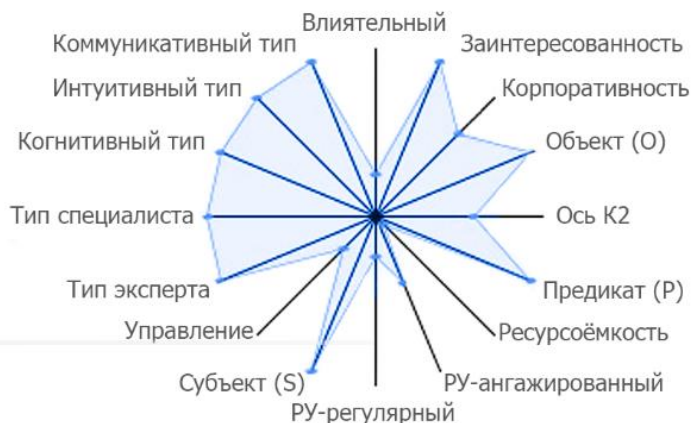 Влиятельный
Коммуникативный тип
Заинтересованность
Интуитивный тип
Корпоративность
Когнитивный тип
Объект (O)
Тип специалиста
Ось К2
Тип эксперта
Предикат (P)
Управление
Ресурсоёмкость
Субъект (S)
РУ-ангажированный
РУ-регулярный